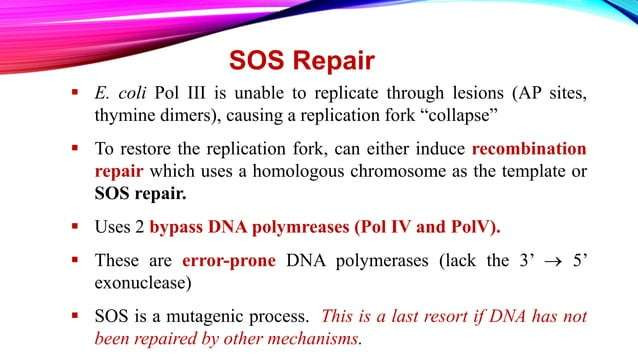 SOS Repair
▪ E. coli Pol III is unable to replicate through lesions (AP sites,
thymine dimers), causing a replication fork “collapse”
▪ To restore the replication fork, can either induce recombination
repair which uses a homologous chromosome as the template or
SOS repair.
▪ Uses 2 bypass DNA polymreases (Pol IV and PolV).
▪ These are error-prone DNA polymerases (lack the 3’ → 5’
exonuclease)
▪ SOS is a mutagenic process. This is a last resort if DNA has not
been repaired by other mechanisms.